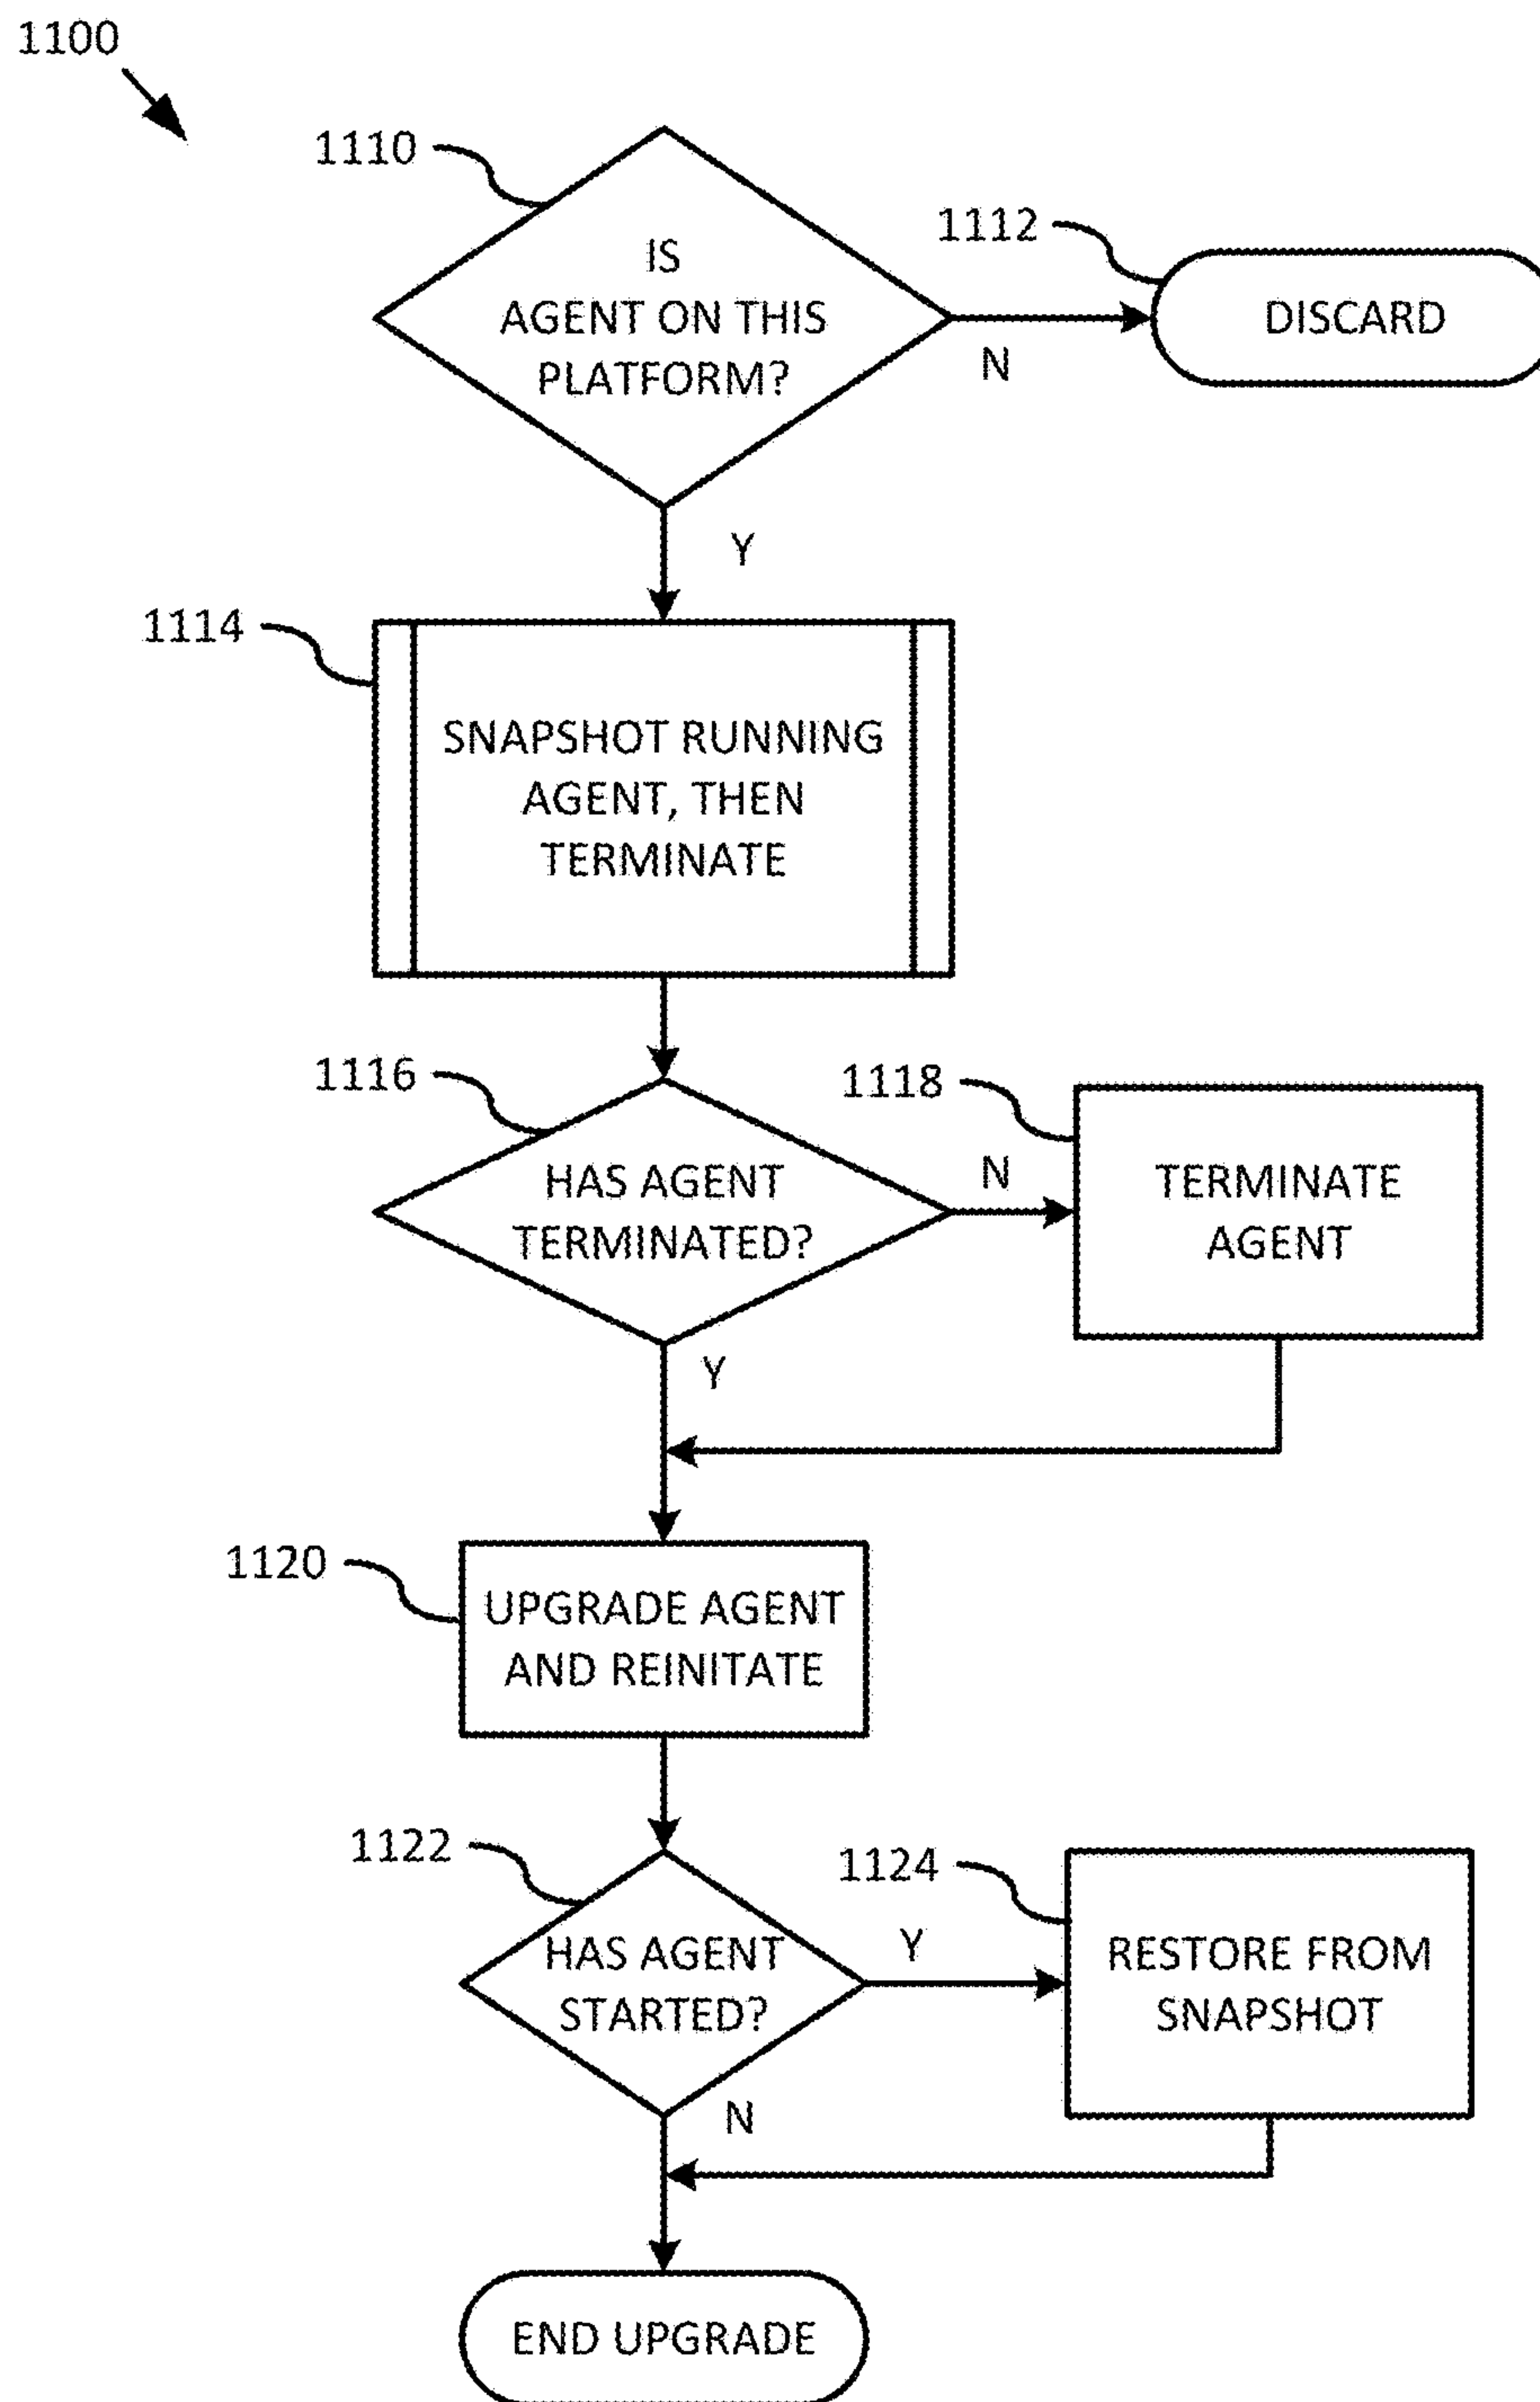 1100
1110
IS
AGENT ON THIS
PLATFORM?
N
1112
DISCARD
Y
1114
SNAPSHOT RUNNING
AGENT, THEN
TERMINATE
1116
HAS AGENT
TERMINATED?
N
1118
TERMINATE
AGENT
Y
1120
UPGRADE AGENT
AND REINITATE
1122
HAS AGENT
STARTED?
Y
1124
RESTORE FROM
SNAPSHOT
N
END UPGRADE